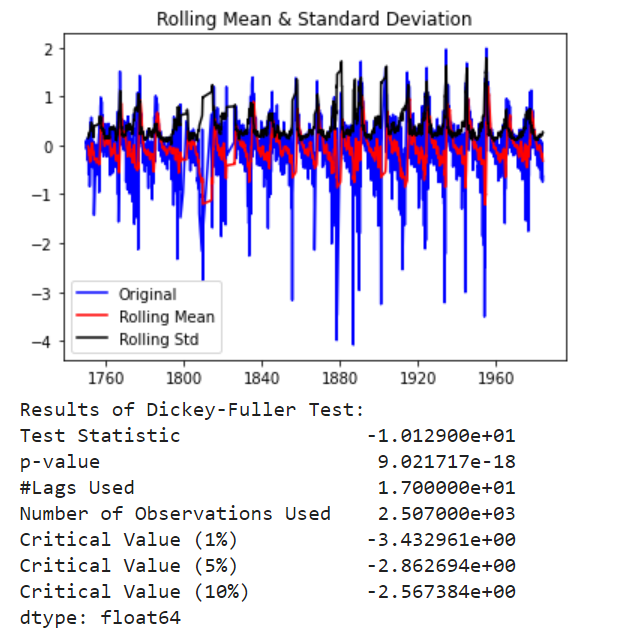 Rolling Mean & Standard Deviation
2
1
0
−1
−2
−3
−4
Original
Rolling Mean
Rolling Std
1760 1800 1840 1880 1920 1960
Results of Dickey-Fuller Test:
Test Statistic -1.012900e+01
p-value 9.021717e-18
#Lags Used 1.700000e+01
Number of Observations Used 2.507000e+03
Critical Value (1%) -3.432961e+00
Critical Value (5%) -2.862694e+00
Critical Value (10%) -2.567384e+00
dtype: float64